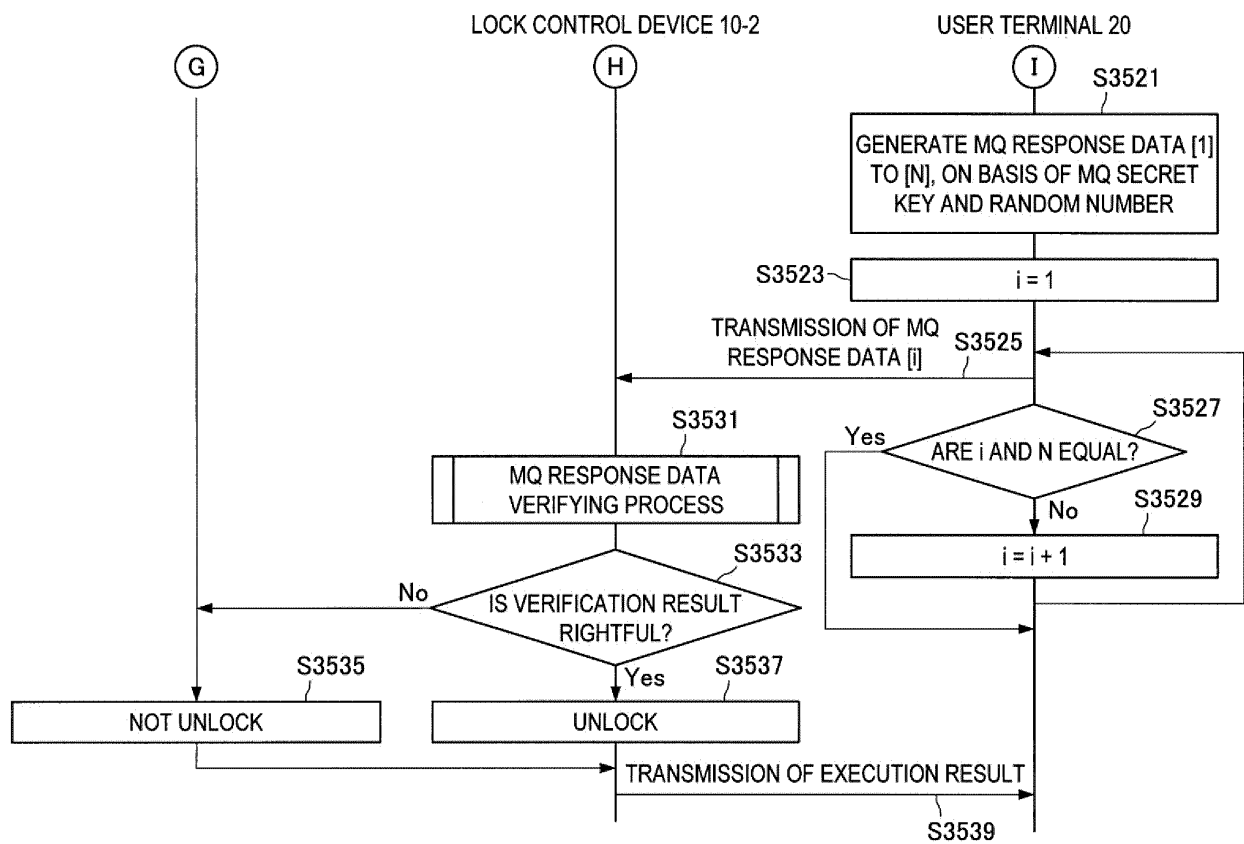 LOCK CONTROL DEVICE 10-2
USER TERMINAL 20
G
H
I
S3521
GENERATE MQ RESPONSE DATA [1]
TO [N], ON BASIS OF MQ SECRET
KEY AND RANDOM NUMBER
S3523
i = 1
TRANSMISSION OF MQ
RESPONSE DATA [i]
S3525
S3527
Yes
ARE i AND N EQUAL?
No
S3529
i = i + 1
S3531
MQ RESPONSE DATA
VERIFYING PROCESS
S3533
No
IS VERIFICATION RESULT
RIGHTFUL?
Yes
S3535
NOT UNLOCK
S3537
UNLOCK
TRANSMISSION OF EXECUTION RESULT
S3539